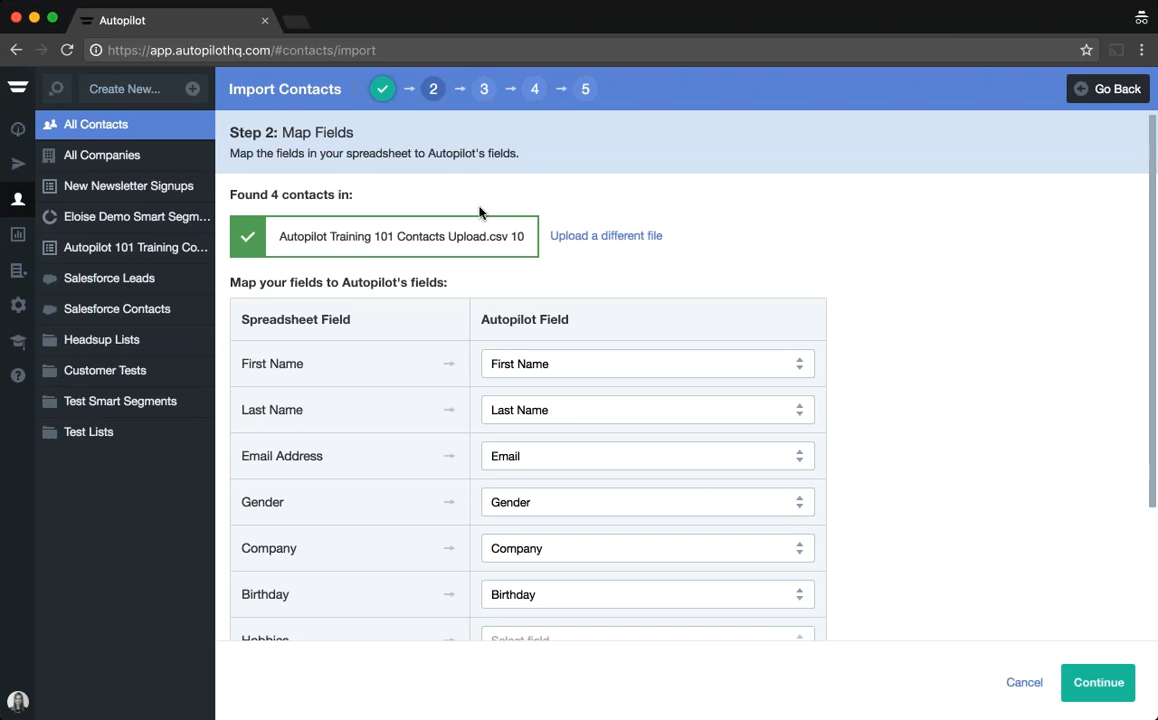 Autopilot
https://app.autopilothq.com/#contacts/import
Create New...
Import Contacts
2
3
4
5
Go Back
All Contacts
All Companies
New Newsletter Signups
Eloise Demo Smart Segm...
Autopilot 101 Training Co...
Salesforce Leads
Salesforce Contacts
Headsup Lists
Customer Tests
Test Smart Segments
Test Lists
Step 2: Map Fields
Map the fields in your spreadsheet to Autopilot's fields.
Found 4 contacts in:
Autopilot Training 101 Contacts Upload.csv 10
Upload a different file
Map your fields to Autopilot's fields:
Spreadsheet Field
Autopilot Field
First Name
First Name
Last Name
Last Name
Email Address
Email
Gender
Gender
Company
Company
Birthday
Birthday
Hobbies
Select field
Cancel
Continue